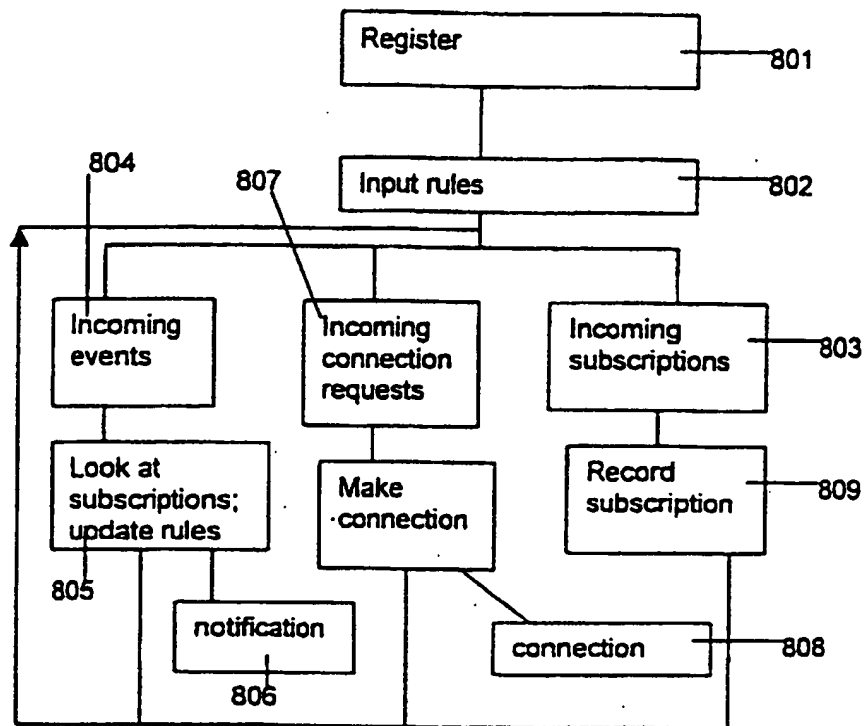 Register
801
804
807
Input rules
802
Incoming
events
Incoming
connection
requests
Incoming
subscriptions
803
Look at
subscriptions;
update rules
Make
connection
Record
subscription
809
805
notification
806
connection
808